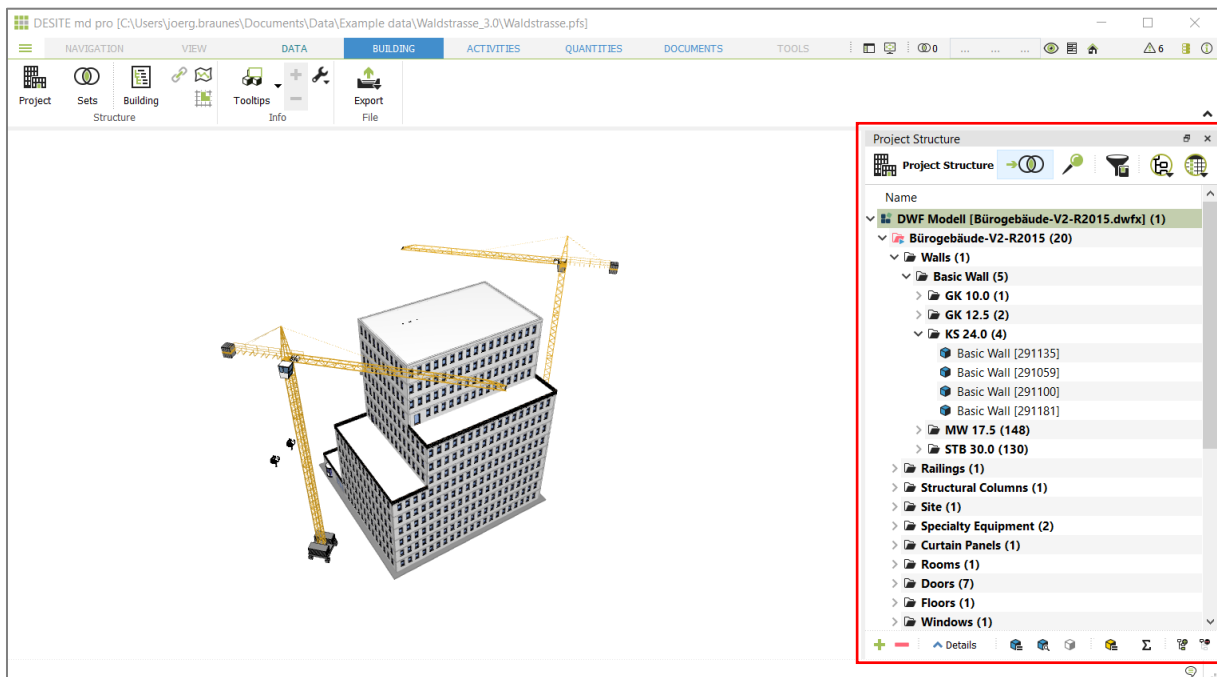 DESITE md pro [C:\Users\joerg.braunes\Documents\Data\Example data\Waldstrasse_3.0\Waldstrasse.pfs]
NAVIGATION VIEW DATA BUILDING ACTIVITIES QUANTITIES DOCUMENTS TOOLS 0 ... ... ... 6
Project Sets Building Tooltips Export
Structure Info File
Project Structure
Project Structure
Name
DWF Modell [Bürogebäude-V2-R2015.dwfx] (1)
Bürogebäude-V2-R2015 (20)
Walls (1)
Basic Wall (5)
GK 10.0 (1)
GK 12.5 (2)
KS 24.0 (4)
Basic Wall [291135]
Basic Wall [291059]
Basic Wall [291100]
Basic Wall [291181]
MW 17.5 (148)
STB 30.0 (130)
Railings (1)
Structural Columns (1)
Site (1)
Specialty Equipment (2)
Curtain Panels (1)
Rooms (1)
Doors (7)
Floors (1)
Windows (1)
Details Σ